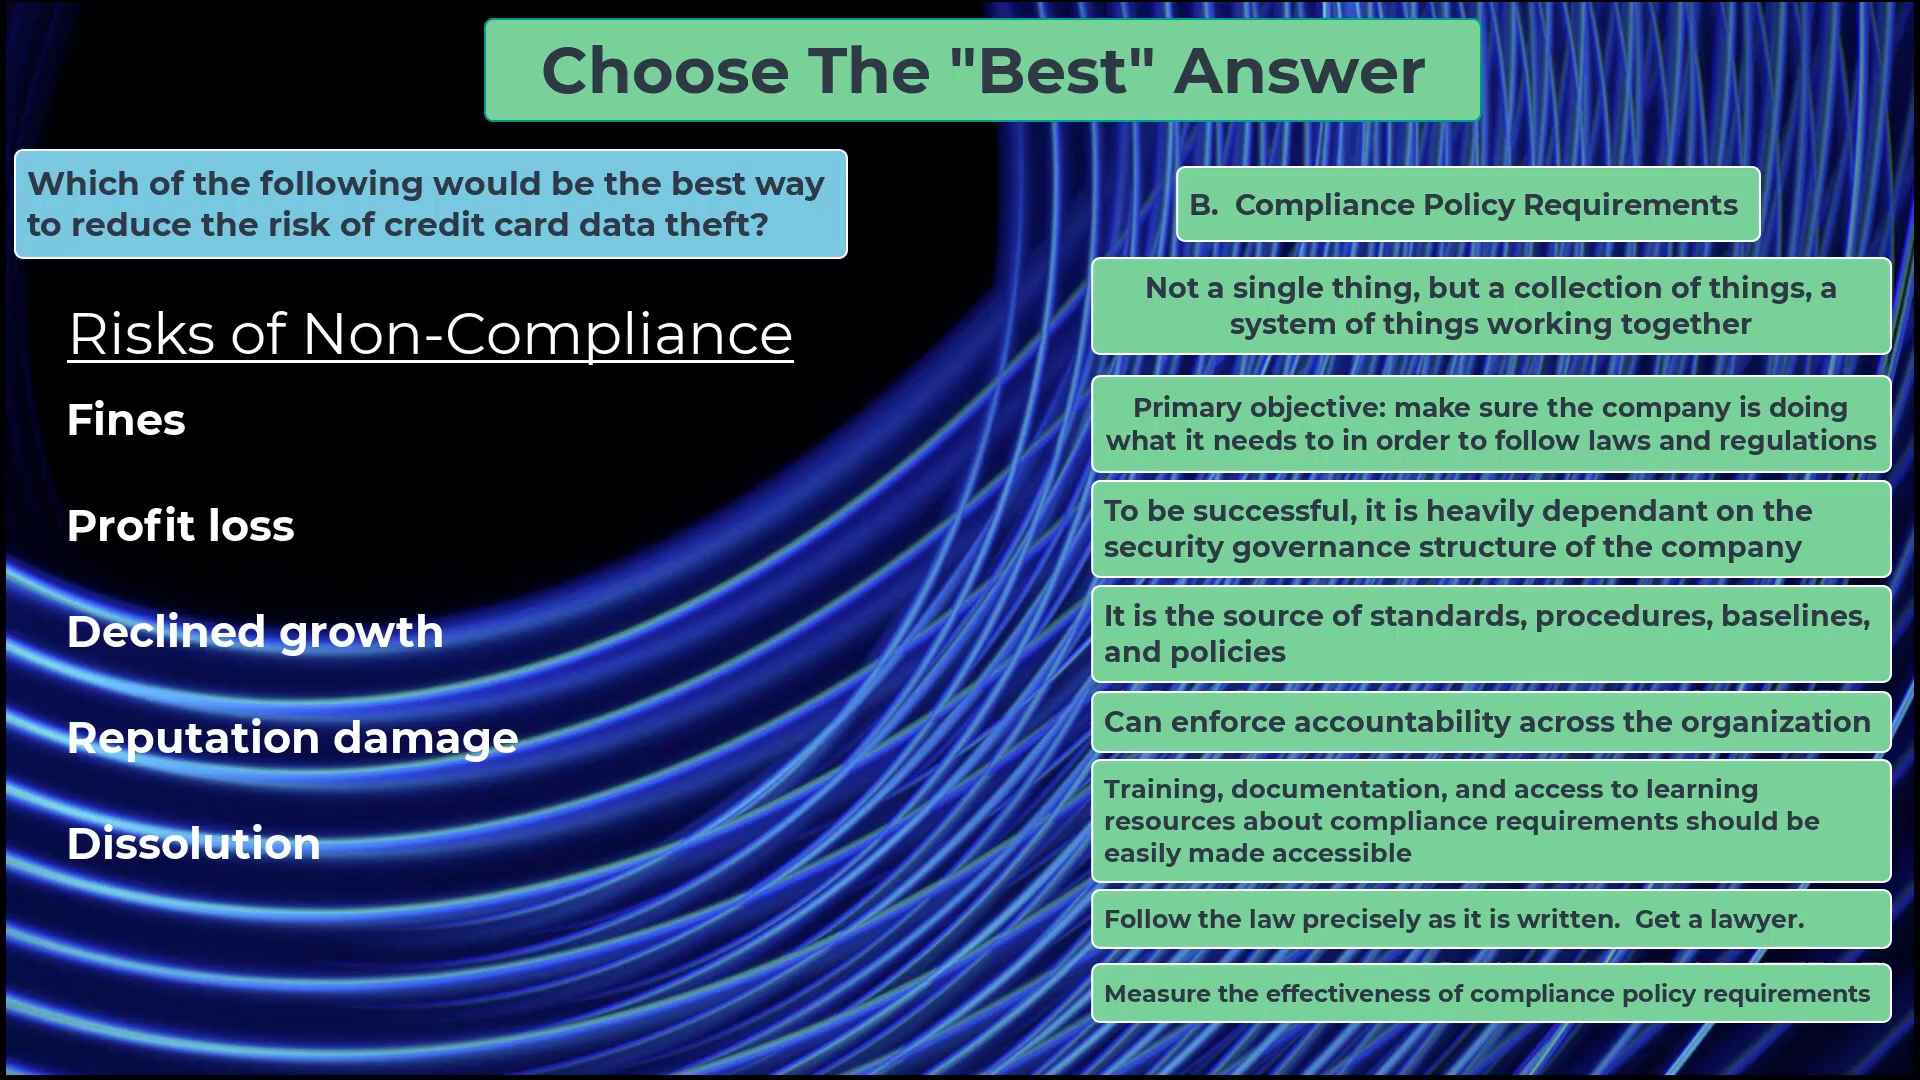 Choose The "Best" Answer
Which of the following would be the best way
to reduce the risk of credit card data theft?
Risks of Non-Compliance
Fines
Profit loss
Declined growth
Reputation damage
Dissolution
B.  Compliance Policy Requirements
Not a single thing, but a collection of things, a
system of things working together
Primary objective: make sure the company is doing
what it needs to in order to follow laws and regulations
To be successful, it is heavily dependant on the
security governance structure of the company
It is the source of standards, procedures, baselines,
and policies
Can enforce accountability across the organization
Training, documentation, and access to learning
resources about compliance requirements should be
easily made accessible
Follow the law precisely as it is written.  Get a lawyer.
Measure the effectiveness of compliance policy requirements